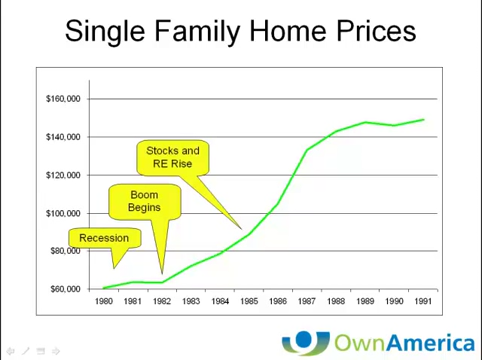 Single Family Home Prices
$160,000
$140,000
$120,000
$100,000
$80,000
$60,000
Stocks and
RE Rise
Boom
Begins
Recession
1980 1981 1982 1983 1984 1985 1986 1987 1988 1989 1990 1991
OwnAmerica